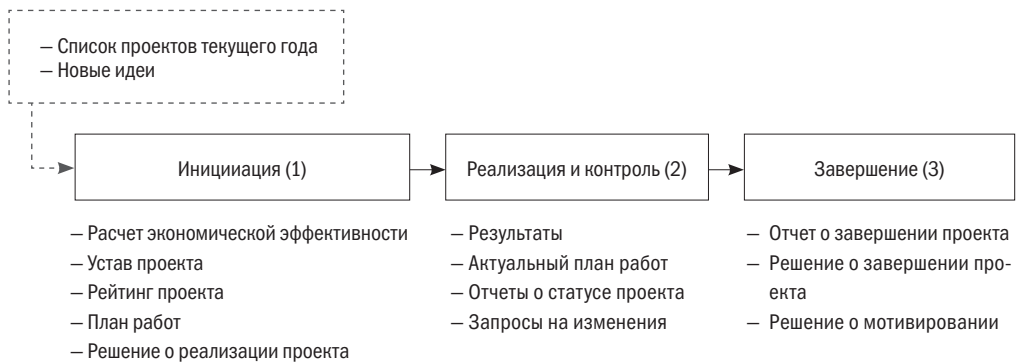 — Список проектов текущего года
— Новые идеи
Инициация (1)
Реализация и контроль (2)
Завершение (3)
— Расчет экономической эффективности
— Устав проекта
— Рейтинг проекта
— План работ
— Решение о реализации проекта
— Результаты
— Актуальный план работ
— Отчеты о статусе проекта
— Запросы на изменения
— Отчет о завершении проекта
— Решение о завершении про-
екта
— Решение о мотивировании